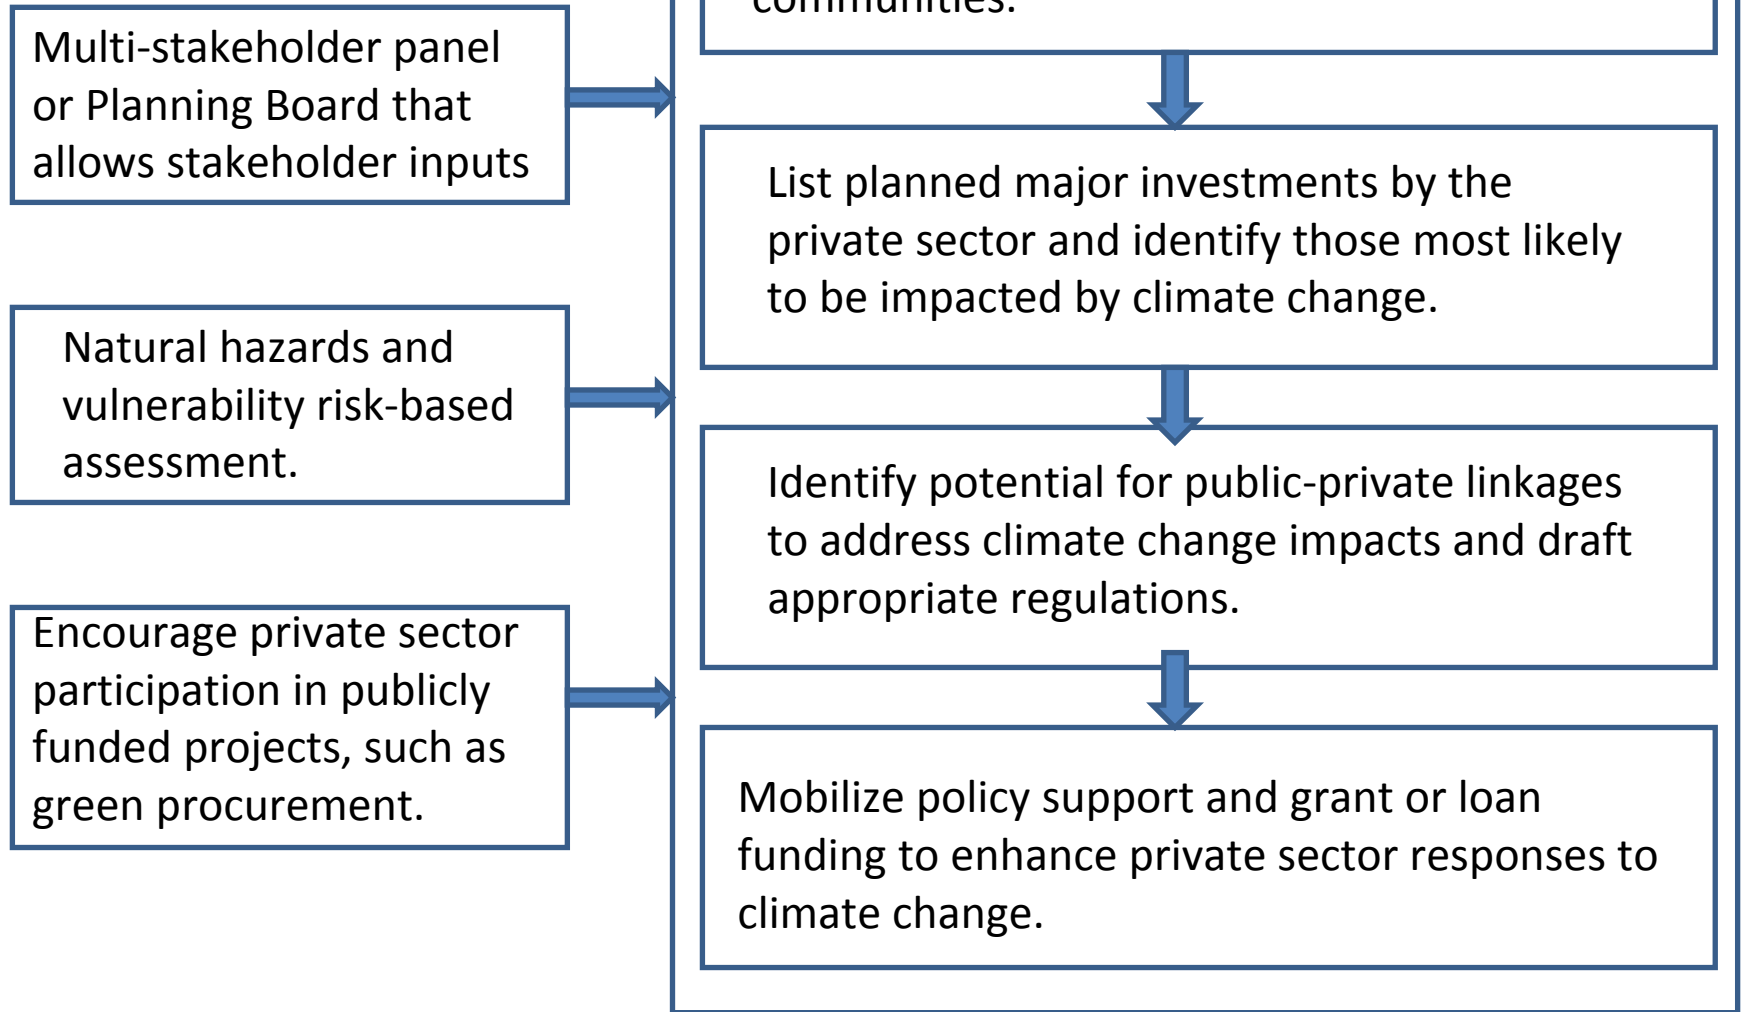 communities.
Multi-stakeholder panel
or Planning Board that
allows stakeholder inputs
List planned major investments by the
private sector and identify those most likely
to be impacted by climate change.
Natural hazards and
vulnerability risk-based
assessment.
Identify potential for public-private linkages
to address climate change impacts and draft
appropriate regulations.
Encourage private sector
participation in publicly
funded projects, such as
green procurement.
Mobilize policy support and grant or loan
funding to enhance private sector responses to
climate change.